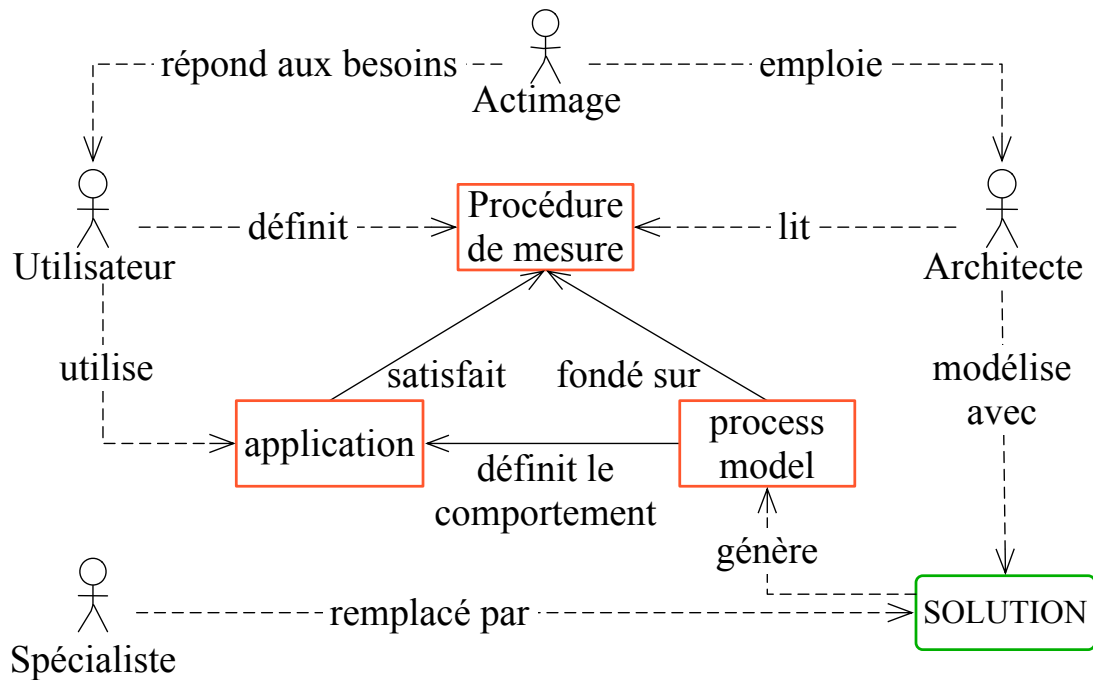 répond aux besoins
emploie
Actimage
Procédure
de mesure
définit
lit
Utilisateur
Architecte
utilise
satisfait
fondé sur
modélise
avec
application
process
model
définit le
comportement
génère
remplacé par
SOLUTION
Spécialiste